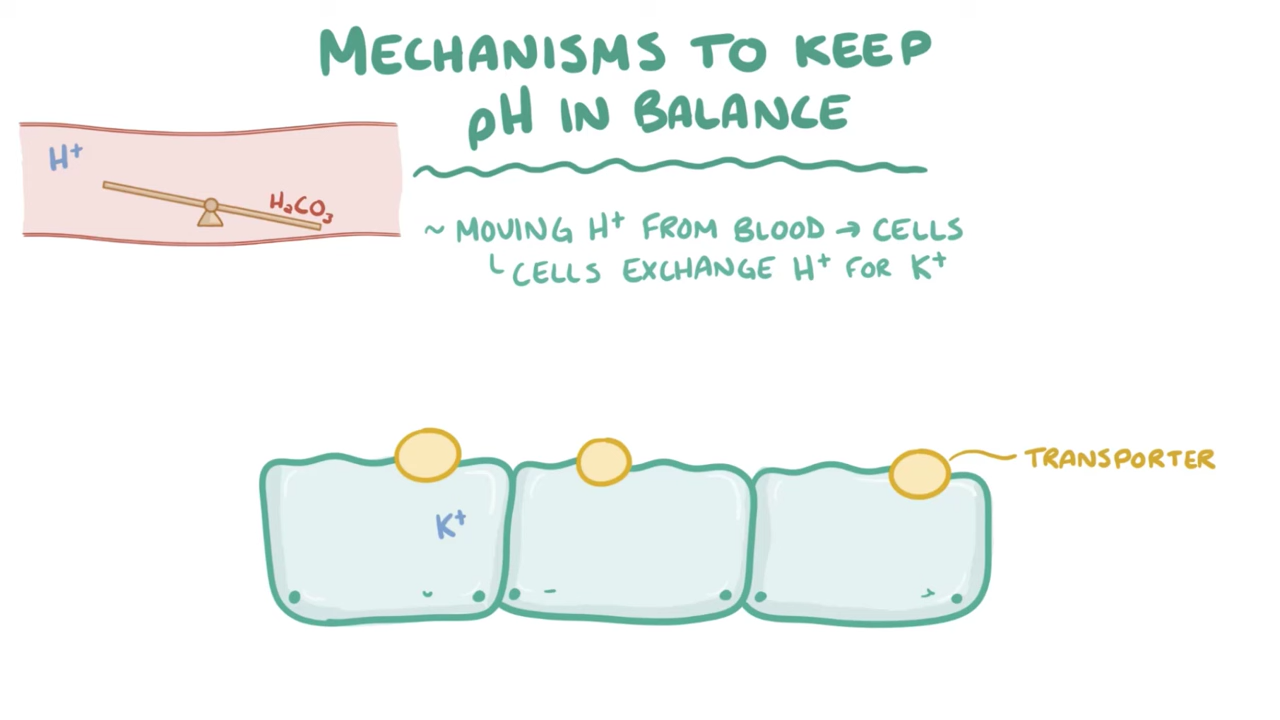 MECHANISMS TO KEEP
pH IN BALANCE
H⁺
H₂CO₃
~ MOVING H⁺ FROM BLOOD → CELLS
└ CELLS EXCHANGE H⁺ FOR K⁺
TRANSPORTER
K⁺